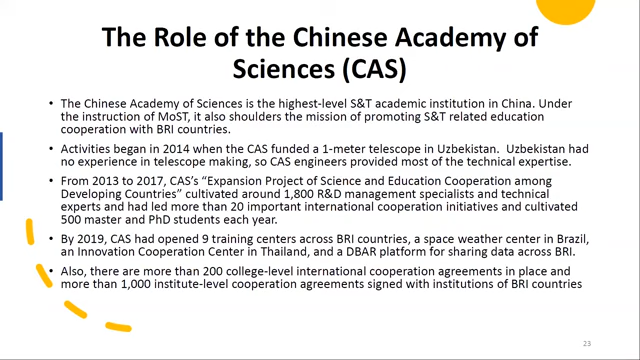 The Role of the Chinese Academy of
Sciences (CAS)
• The Chinese Academy of Sciences is the highest-level S&T academic institution in China. Under
the instruction of MoST, it also shoulders the mission of promoting S&T related education
cooperation with BRI countries.
• Activities began in 2014 when the CAS funded a 1-meter telescope in Uzbekistan. Uzbekistan had
no experience in telescope making, so CAS engineers provided most of the technical expertise.
• From 2013 to 2017, CAS's "Expansion Project of Science and Education Cooperation among
Developing Countries" cultivated around 1,800 R&D management specialists and technical
experts and had led more than 20 important international cooperation initiatives and cultivated
500 master and PhD students each year.
• By 2019, CAS had opened 9 training centers across BRI countries, a space weather center in Brazil,
an Innovation Cooperation Center in Thailand, and a DBAR platform for sharing data across BRI.
• Also, there are more than 200 college-level international cooperation agreements in place and
more than 1,000 institute-level cooperation agreements signed with institutions of BRI countries
23